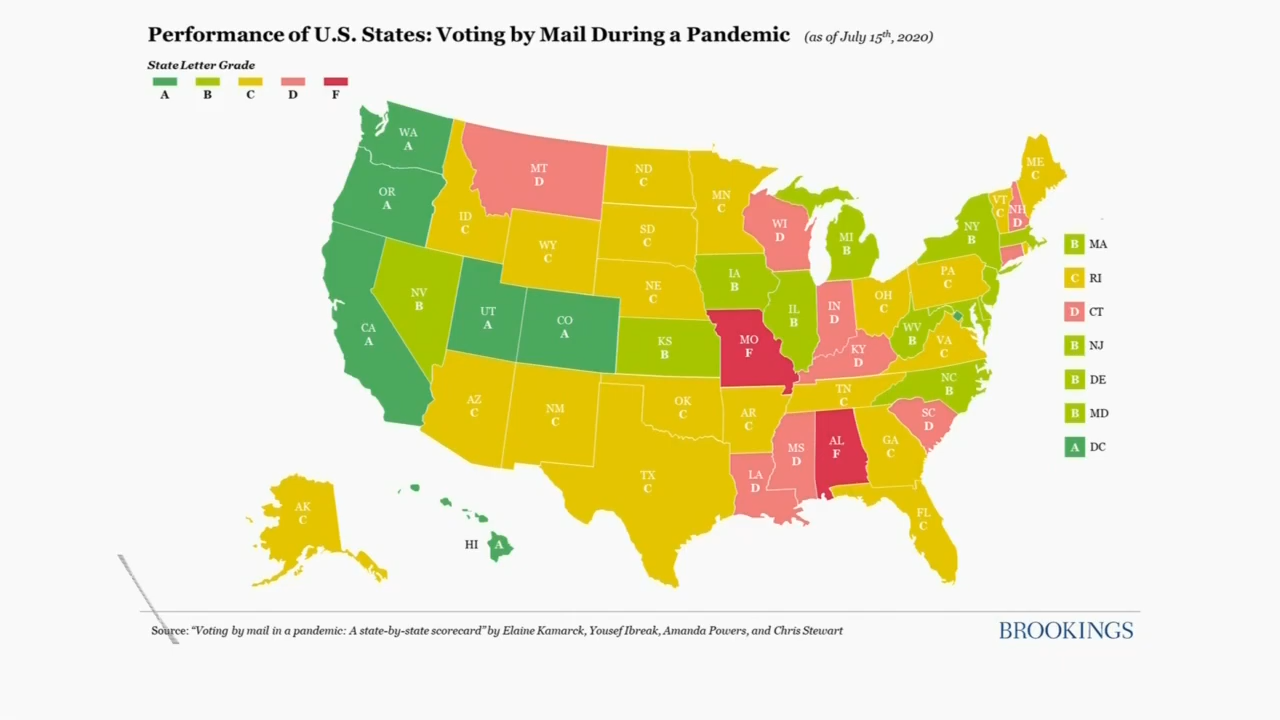 Performance of U.S. States: Voting by Mail During a Pandemic (as of July 15th, 2020)
State Letter Grade
A B C D F
WA
A
OR
A
CA
A
NV
B
ID
C
MT
D
WY
C
UT
A
CO
A
AZ
C
NM
C
ND
C
SD
C
NE
C
KS
B
OK
C
TX
C
MN
C
IA
B
MO
F
AR
C
LA
D
WI
D
IL
B
MI
B
IN
D
OH
C
KY
D
TN
C
MS
D
AL
F
GA
C
FL
C
SC
D
NC
B
VA
C
WV
B
PA
C
NY
B
VT
C
NH
D
ME
C
B MA
C RI
D CT
B NJ
B DE
B MD
A DC
AK
C
HI A
Source: “Voting by mail in a pandemic: A state-by-state scorecard” by Elaine Kamarck, Yousef Ibreak, Amanda Powers, and Chris Stewart
BROOKINGS